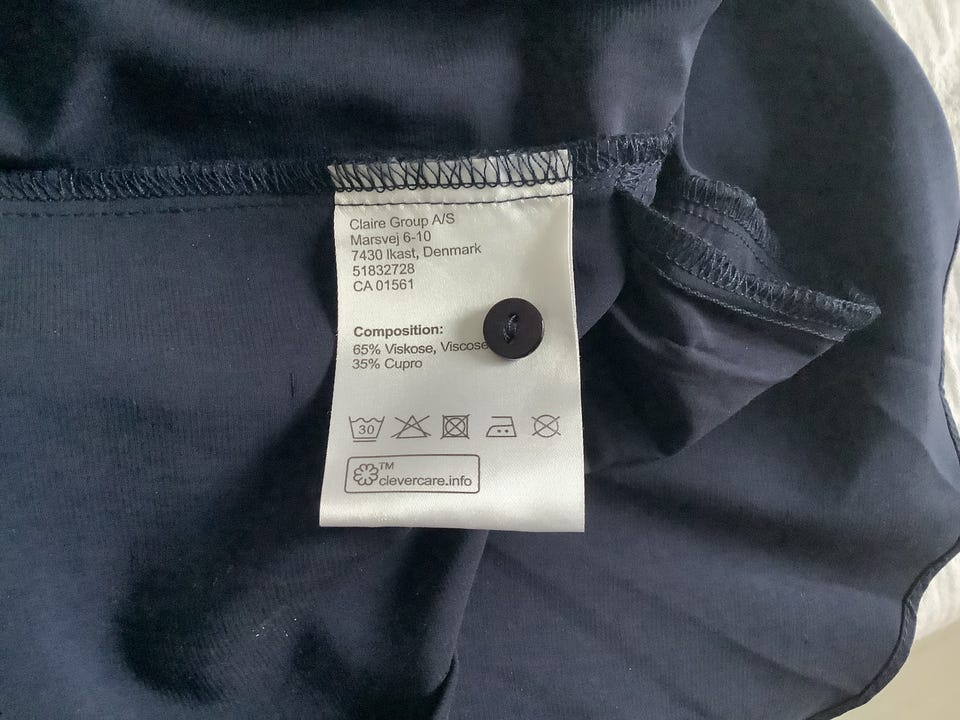 Claire Group A/S
Marsvej 6-10
7430 Ikast, Denmark
51832728
CA 01561
Composition:
65% Viskose, Viscose
35% Cupro
30
TM
clevercare.info